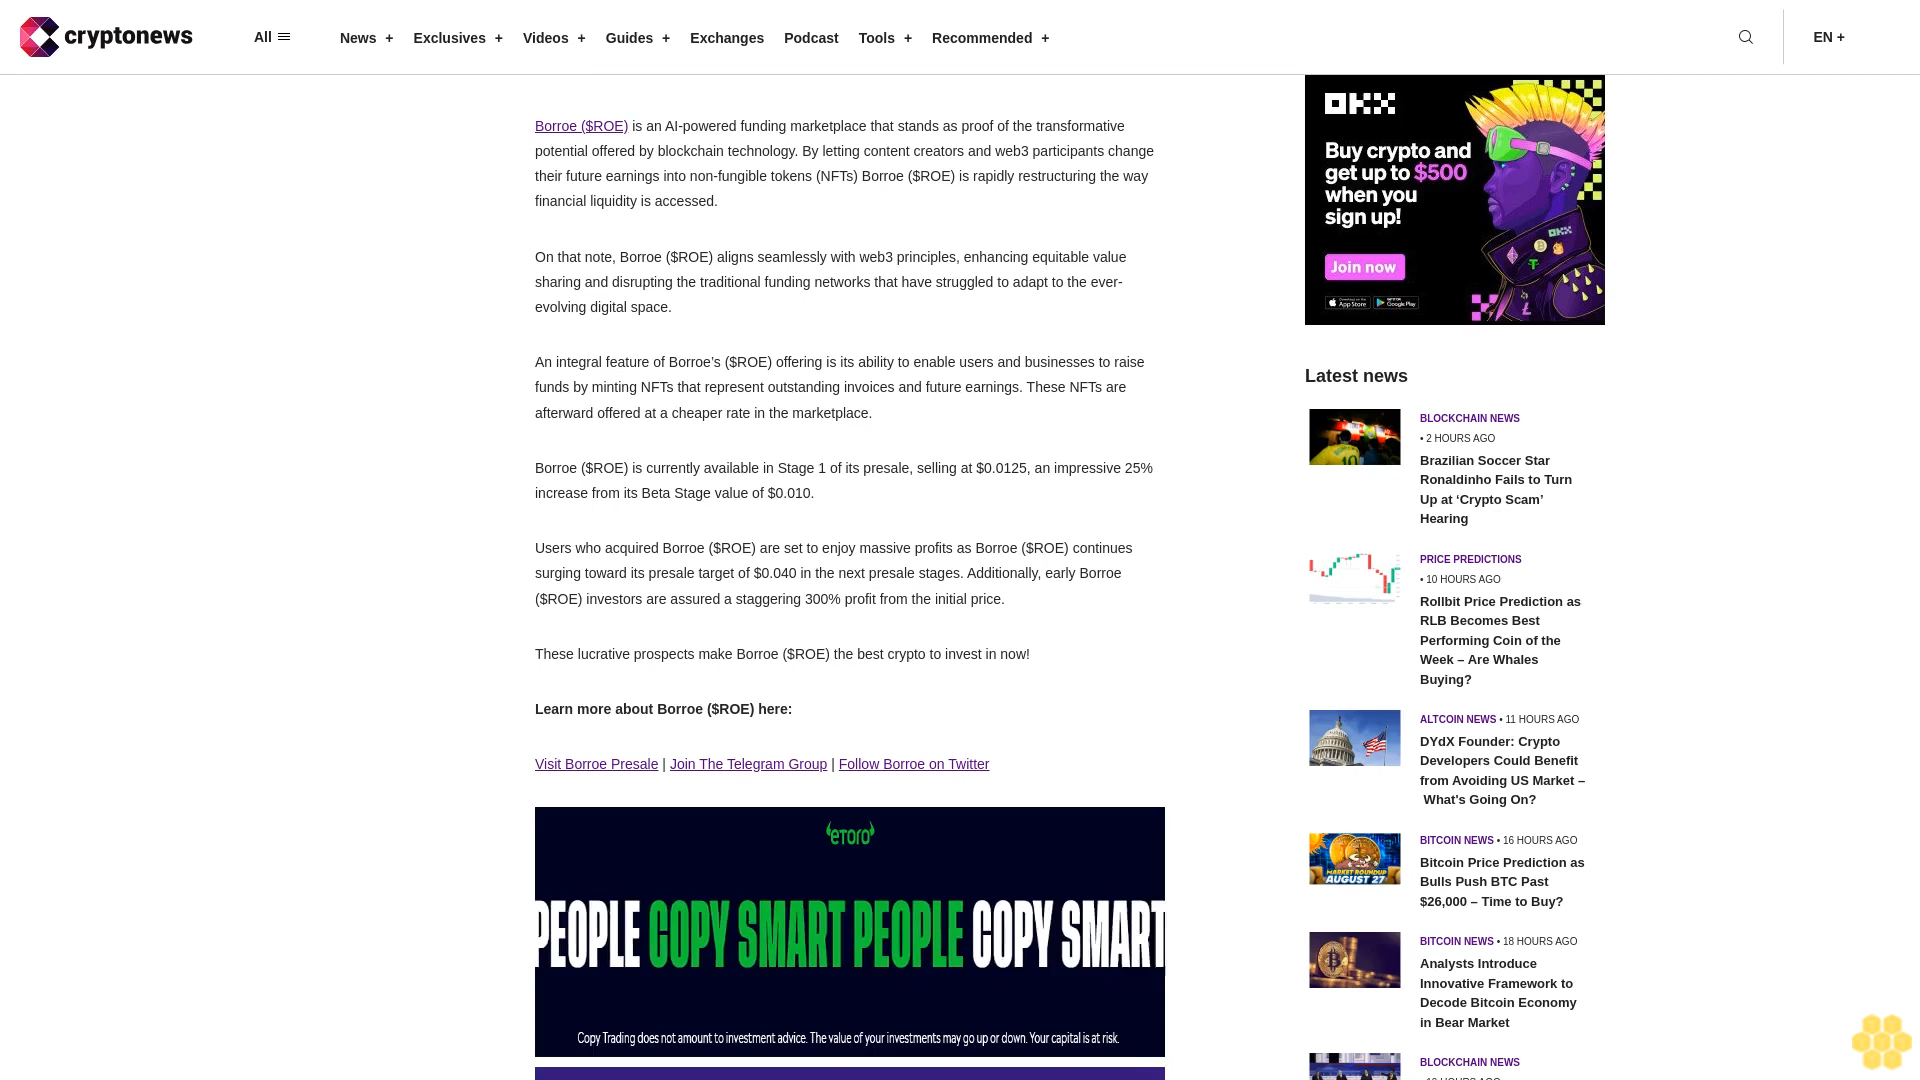 cryptonews
All
News +
Exclusives +
Videos +
Guides +
Exchanges
Podcast
Tools +
Recommended +
EN +
Borroe ($ROE) is an AI-powered funding marketplace that stands as proof of the transformative
potential offered by blockchain technology. By letting content creators and web3 participants change
their future earnings into non-fungible tokens (NFTs) Borroe ($ROE) is rapidly restructuring the way
financial liquidity is accessed.
On that note, Borroe ($ROE) aligns seamlessly with web3 principles, enhancing equitable value
sharing and disrupting the traditional funding networks that have struggled to adapt to the ever-
evolving digital space.
An integral feature of Borroe’s ($ROE) offering is its ability to enable users and businesses to raise
funds by minting NFTs that represent outstanding invoices and future earnings. These NFTs are
afterward offered at a cheaper rate in the marketplace.
Borroe ($ROE) is currently available in Stage 1 of its presale, selling at $0.0125, an impressive 25%
increase from its Beta Stage value of $0.010.
Users who acquired Borroe ($ROE) are set to enjoy massive profits as Borroe ($ROE) continues
surging toward its presale target of $0.040 in the next presale stages. Additionally, early Borroe
($ROE) investors are assured a staggering 300% profit from the initial price.
These lucrative prospects make Borroe ($ROE) the best crypto to invest in now!
Learn more about Borroe ($ROE) here:
Visit Borroe Presale | Join The Telegram Group | Follow Borroe on Twitter
eToro
PEOPLE COPY SMART PEOPLE COPY SMART
Copy Trading does not amount to investment advice. The value of your investments may go up or down. Your capital is at risk.
OKX
Buy crypto and
get up to $500
when you
sign up!
Join now
App Store
Google Play
Latest news
BLOCKCHAIN NEWS
• 2 HOURS AGO
Brazilian Soccer Star
Ronaldinho Fails to Turn
Up at ‘Crypto Scam’
Hearing
PRICE PREDICTIONS
• 10 HOURS AGO
Rollbit Price Prediction as
RLB Becomes Best
Performing Coin of the
Week – Are Whales
Buying?
ALTCOIN NEWS • 11 HOURS AGO
DYdX Founder: Crypto
Developers Could Benefit
from Avoiding US Market –
What's Going On?
MARKET ROUNDUP
AUGUST 27
BITCOIN NEWS • 16 HOURS AGO
Bitcoin Price Prediction as
Bulls Push BTC Past
$26,000 – Time to Buy?
BITCOIN NEWS • 18 HOURS AGO
Analysts Introduce
Innovative Framework to
Decode Bitcoin Economy
in Bear Market
BLOCKCHAIN NEWS